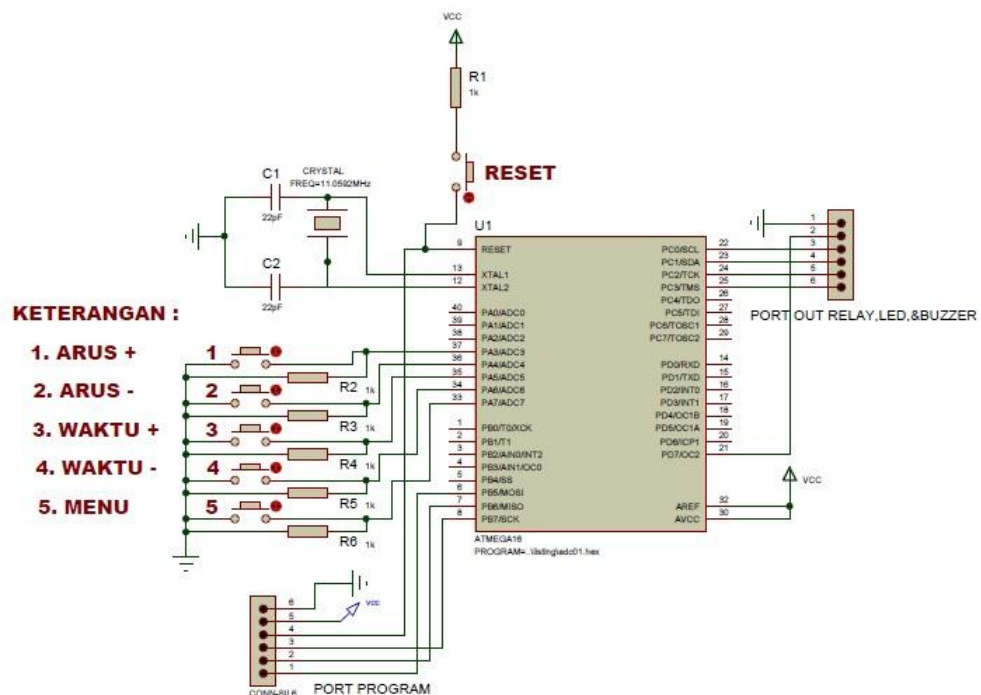 VCC
R1
1k
RESET
C1
22pF
CRYSTAL
FREQ=11.0592MHz
C2
22pF
U1
9
RESET
13
XTAL1
12
XTAL2
40
PA0/ADC0
39
PA1/ADC1
38
PA2/ADC2
37
PA3/ADC3
36
PA4/ADC4
35
PA5/ADC5
34
PA6/ADC6
33
PA7/ADC7
1
PB0/T0/XCK
2
PB1/T1
3
PB2/AIN0/INT2
4
PB3/AIN1/OC0
5
PB4/SS
6
PB5/MOSI
7
PB6/MISO
8
PB7/SCK
PC0/SCL
22
PC1/SDA
23
PC2/TCK
24
PC3/TMS
25
PC4/TDO
26
PC5/TDI
27
PC6/TOSC1
28
PC7/TOSC2
29
PD0/RXD
14
PD1/TXD
15
PD2/INT0
16
PD3/INT1
17
PD4/OC1B
18
PD5/OC1A
19
PD6/ICP1
20
PD7/OC2
21
AREF
32
AVCC
30
ATMEGA16
PROGRAM=..\listing\adc01.hex
1
2
3
4
5
6
PORT OUT RELAY,LED,&BUZZER
VCC
KETERANGAN :
1. ARUS +
2. ARUS -
3. WAKTU +
4. WAKTU -
5. MENU
1
R2 1k
2
R3 1k
3
R4 1k
4
R5 1k
5
R6 1k
6
5
4
3
2
1
VCC
CONN-SIL6
PORT PROGRAM